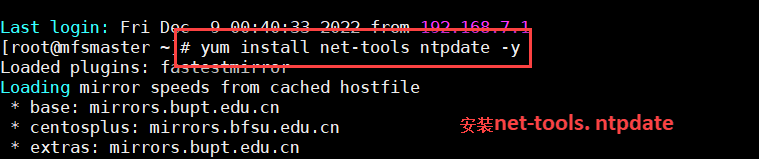 Last login: Fri Dec  9 00:40:33 2022 from 192.168.7.1
[root@mfsmaster ~]# yum install net-tools ntpdate -y
Loaded plugins: fastestmirror
Loading mirror speeds from cached hostfile
 * base: mirrors.bupt.edu.cn
 * centosplus: mirrors.bfsu.edu.cn
安装net-tools. ntpdate
 * extras: mirrors.bupt.edu.cn